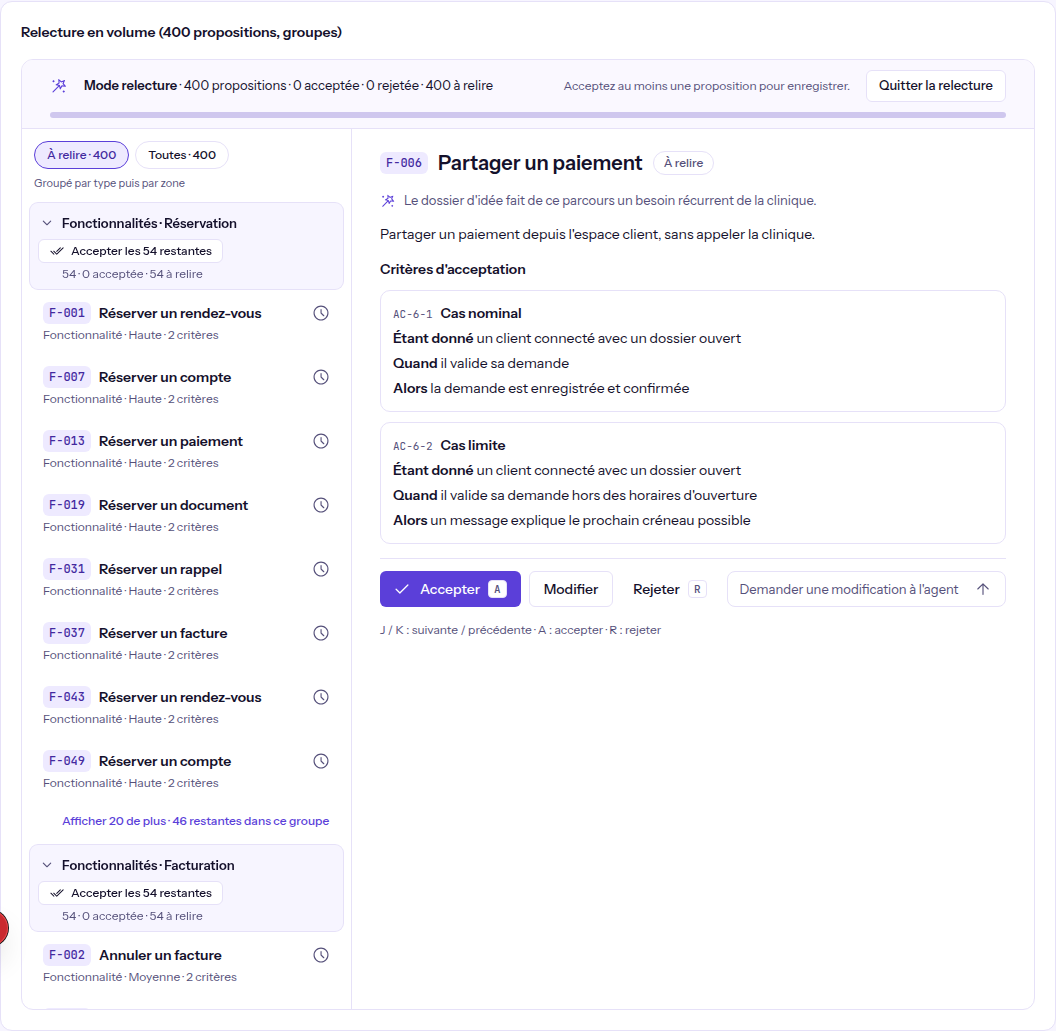 Relecture en volume (400 propositions, groupes)
Mode relecture · 400 propositions · 0 acceptée · 0 rejetée · 400 à relire
Acceptez au moins une proposition pour enregistrer.
Quitter la relecture
À relire · 400
Toutes · 400
Groupé par type puis par zone
Fonctionnalités · Réservation
Accepter les 54 restantes
54 · 0 acceptée · 54 à relire
F-001 Réserver un rendez-vous
Fonctionnalité · Haute · 2 critères
F-007 Réserver un compte
Fonctionnalité · Haute · 2 critères
F-013 Réserver un paiement
Fonctionnalité · Haute · 2 critères
F-019 Réserver un document
Fonctionnalité · Haute · 2 critères
F-031 Réserver un rappel
Fonctionnalité · Haute · 2 critères
F-037 Réserver un facture
Fonctionnalité · Haute · 2 critères
F-043 Réserver un rendez-vous
Fonctionnalité · Haute · 2 critères
F-049 Réserver un compte
Fonctionnalité · Haute · 2 critères
Afficher 20 de plus · 46 restantes dans ce groupe
Fonctionnalités · Facturation
Accepter les 54 restantes
54 · 0 acceptée · 54 à relire
F-002 Annuler un facture
Fonctionnalité · Moyenne · 2 critères
F-006 Partager un paiement À relire
Le dossier d'idée fait de ce parcours un besoin récurrent de la clinique.
Partager un paiement depuis l'espace client, sans appeler la clinique.
Critères d'acceptation
AC-6-1 Cas nominal
Étant donné un client connecté avec un dossier ouvert
Quand il valide sa demande
Alors la demande est enregistrée et confirmée
AC-6-2 Cas limite
Étant donné un client connecté avec un dossier ouvert
Quand il valide sa demande hors des horaires d'ouverture
Alors un message explique le prochain créneau possible
Accepter A
Modifier
Rejeter R
Demander une modification à l'agent
J / K : suivante / précédente · A : accepter · R : rejeter